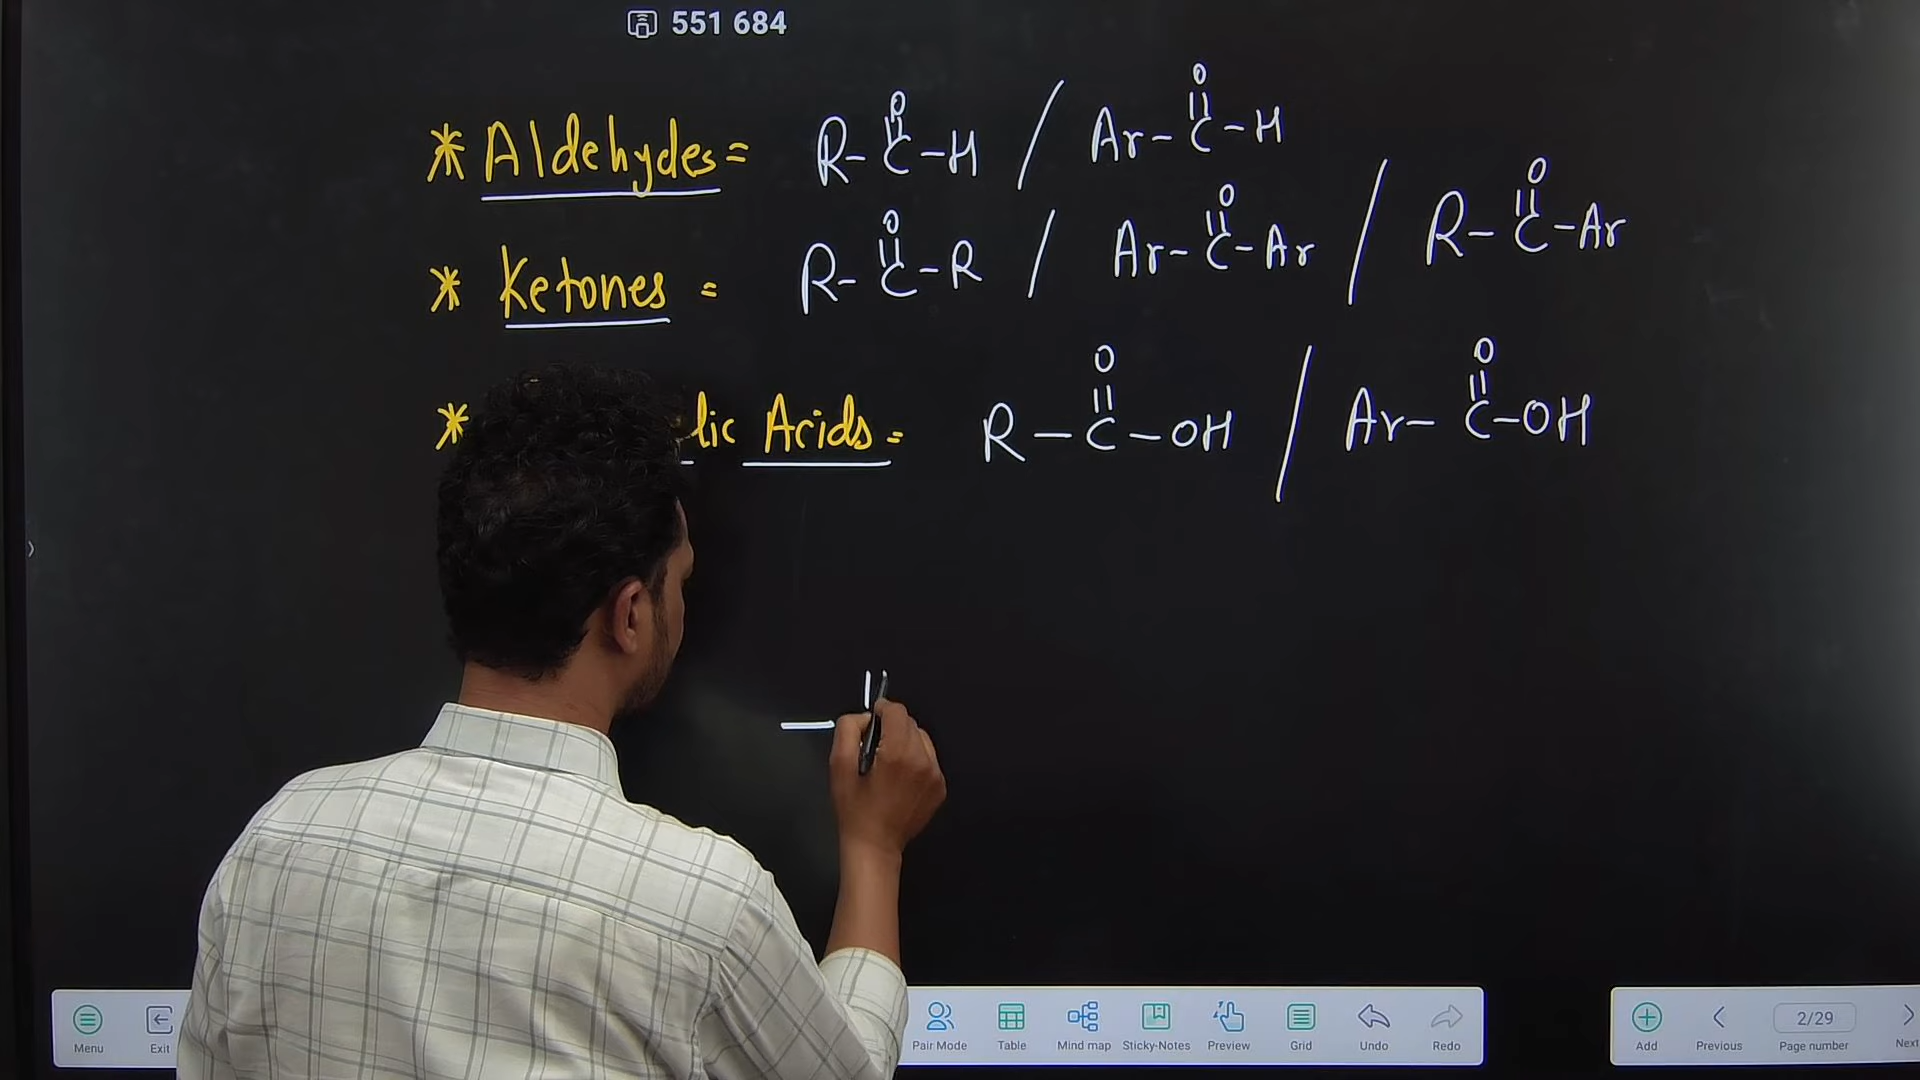 551 684
* Aldehydes = R-C-H / Ar-C-H
O O
* Ketones = R-C-R / Ar-C-Ar / R-C-Ar
O O O
* lic Acids = R-C-OH / Ar-C-OH
O O
Menu Exit Pair Mode Table Mind map Sticky-Notes Preview Grid Undo Redo Add Previous 2/29 Page number Next